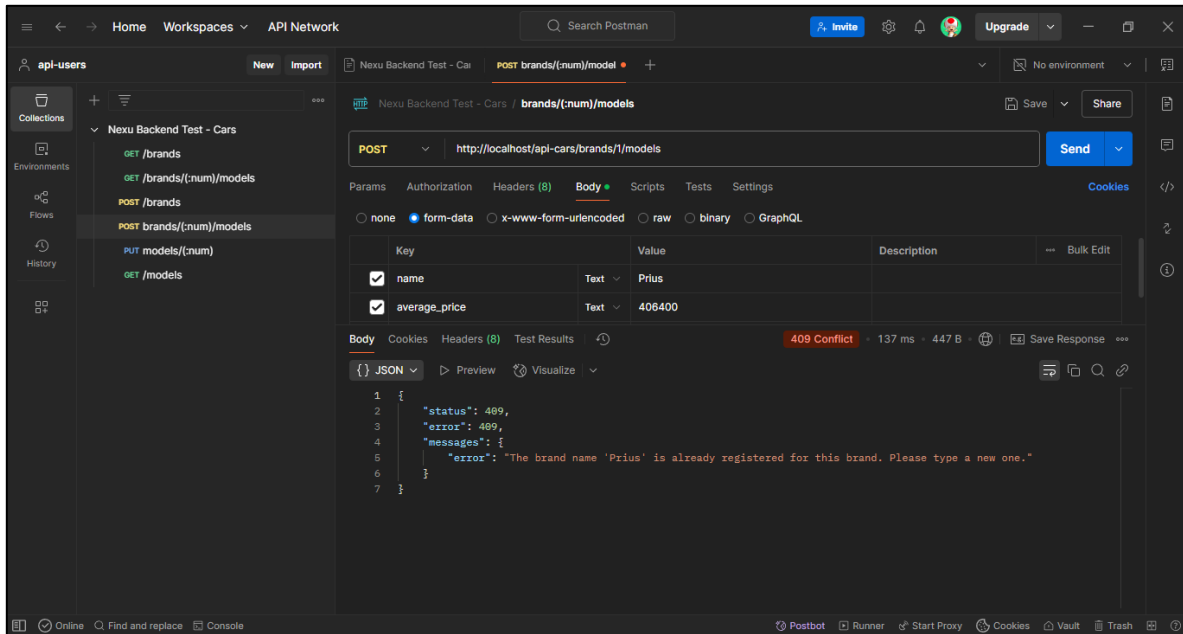 Home Workspaces API Network Search Postman Invite Upgrade
api-users New Import Nexu Backend Test - Car POST brands/(:num)/model No environment
Collections
Environments
Flows
History
Nexu Backend Test - Cars
GET /brands
GET /brands/(:num)/models
POST /brands
POST brands/(:num)/models
PUT models/(:num)
GET /models
HTTP Nexu Backend Test - Cars / brands/(:num)/models Save Share
POST http://localhost/api-cars/brands/1/models Send
Params Authorization Headers (8) Body Scripts Tests Settings Cookies
none form-data x-www-form-urlencoded raw binary GraphQL
Key Value Description Bulk Edit
name Text Prius
average_price Text 406400
Body Cookies Headers (8) Test Results 409 Conflict 137 ms 447 B e.g. Save Response
{} JSON Preview Visualize
1 {
2 "status": 409,
3 "error": 409,
4 "messages": {
5 "error": "The brand name 'Prius' is already registered for this brand. Please type a new one."
6 }
7 }
Online Find and replace Console Postbot Runner Start Proxy Cookies Vault Trash